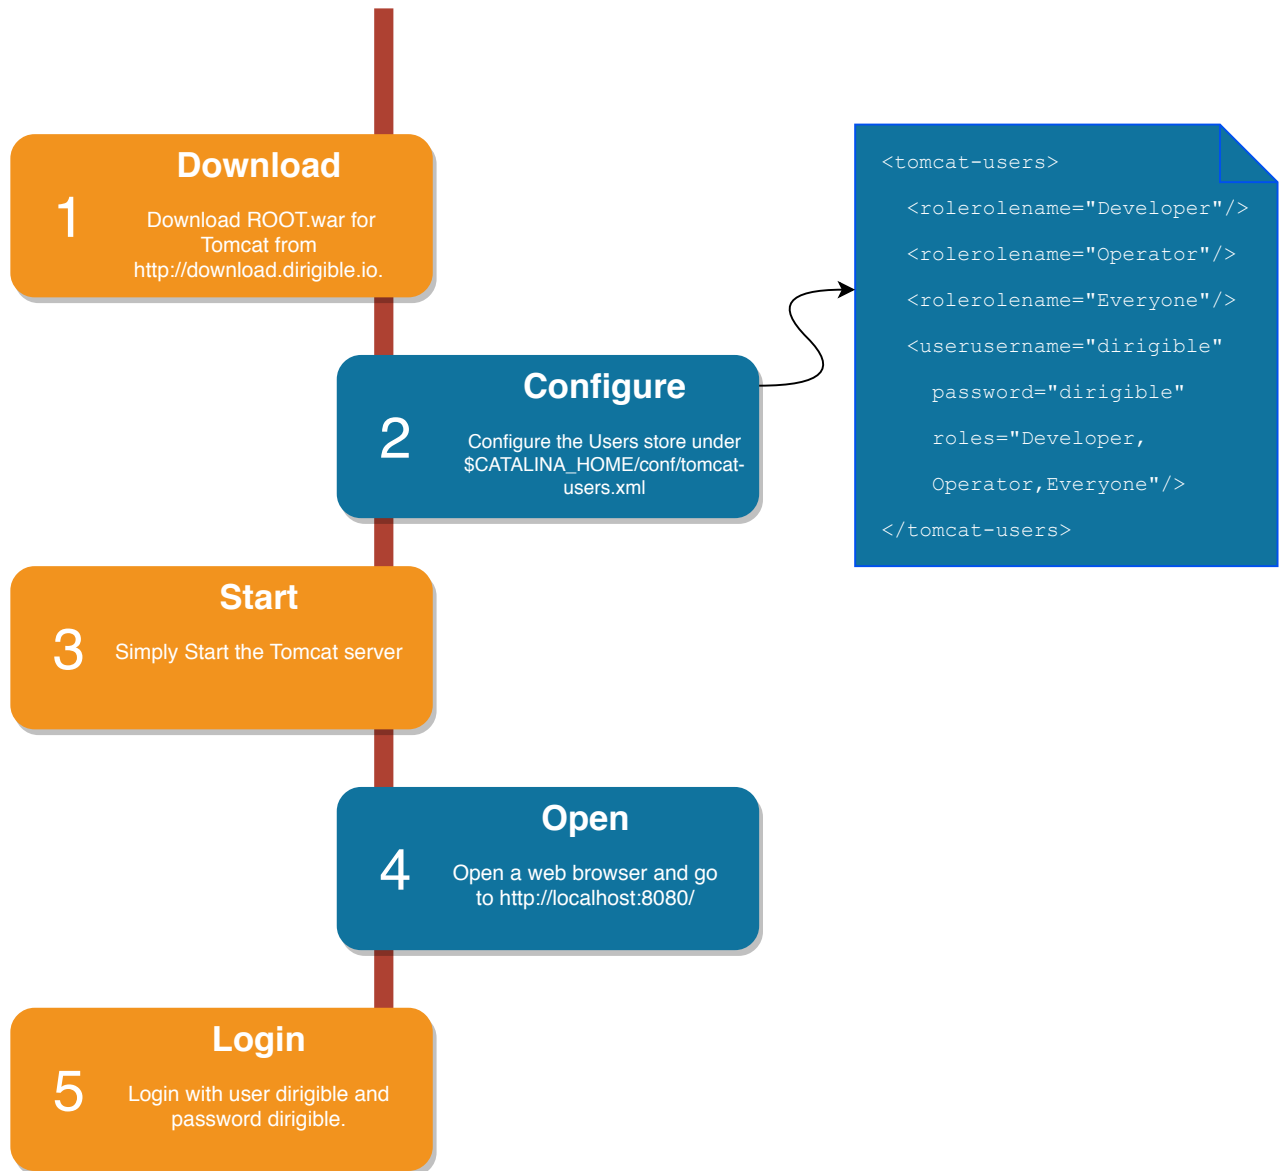 Download
1
Download ROOT.war for
Tomcat from
http://download.dirigible.io.
Configure
2
Configure the Users store under
$CATALINA_HOME/conf/tomcat-
users.xml
<tomcat-users>
<rolerolename="Developer"/>
<rolerolename="Operator"/>
<rolerolename="Everyone"/>
<userusername="dirigible"
password="dirigible"
roles="Developer,
Operator,Everyone"/>
</tomcat-users>
Start
3
Simply Start the Tomcat server
Open
4
Open a web browser and go
to http://localhost:8080/
Login
5
Login with user dirigible and
password dirigible.